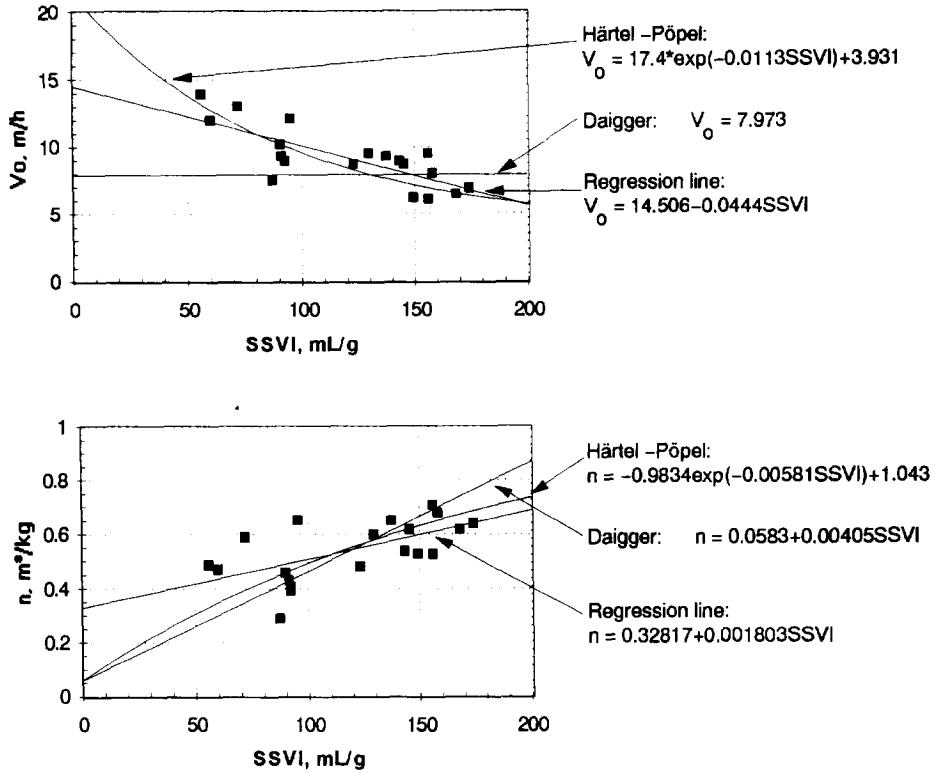 20
15
10
5
0
Vo. m/h
0
50
100
150
200
SSVI, mL/g
Härtel –Pöpel:
Vo = 17.4*exp(–0.0113SSVI)+3.931
Daigger: Vo = 7.973
Regression line:
Vo = 14.506–0.0444SSVI
1
0.8
0.6
0.4
0.2
0
n. m³/kg
0
50
100
150
200
SSVI, mL/g
Härtel –Pöpel:
n = –0.9834exp(–0.00581SSVI)+1.043
Daigger: n = 0.0583+0.00405SSVI
Regression line:
n = 0.32817+0.001803SSVI